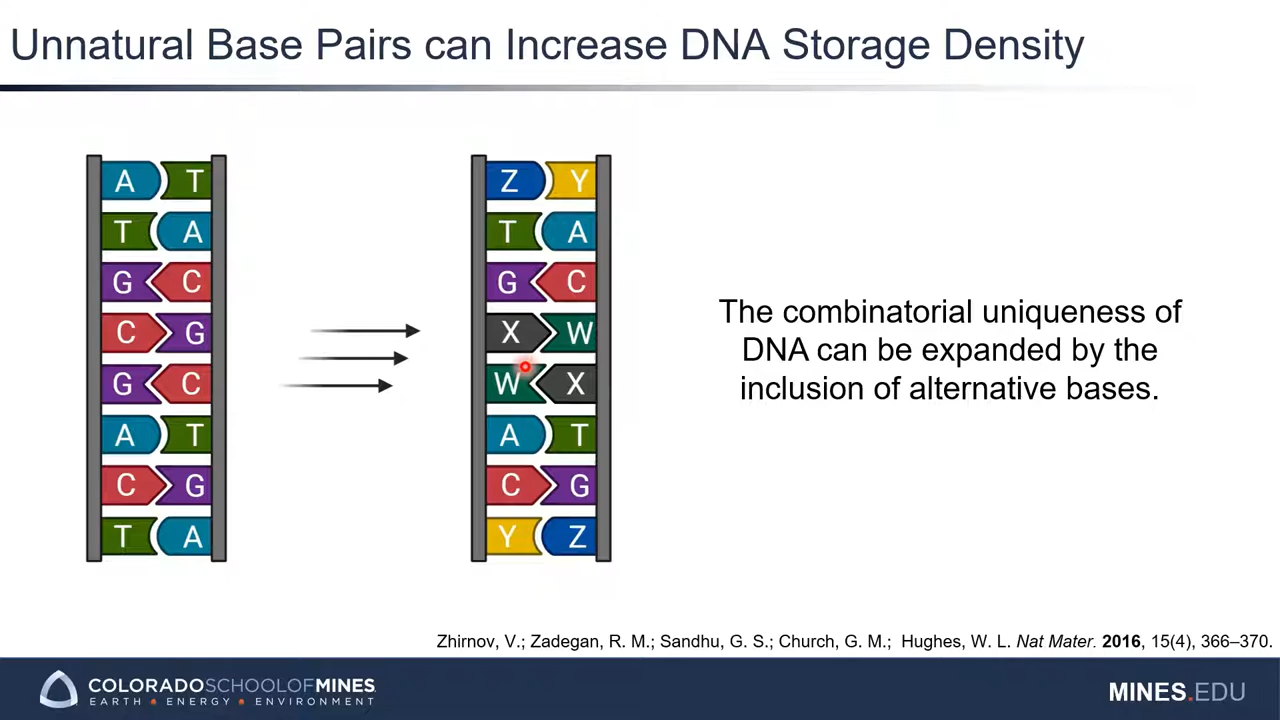 Unnatural Base Pairs can Increase DNA Storage Density
A T
T A
G C
C G
G C
A T
C G
T A
Z Y
T A
G C
X W
W X
A T
C G
Y Z
The combinatorial uniqueness of
DNA can be expanded by the
inclusion of alternative bases.
Zhirnov, V.; Zadegan, R. M.; Sandhu, G. S.; Church, G. M.; Hughes, W. L. Nat Mater. 2016, 15(4), 366–370.
COLORADOSCHOOLOFMINES
EARTH • ENERGY • ENVIRONMENT
MINES.EDU